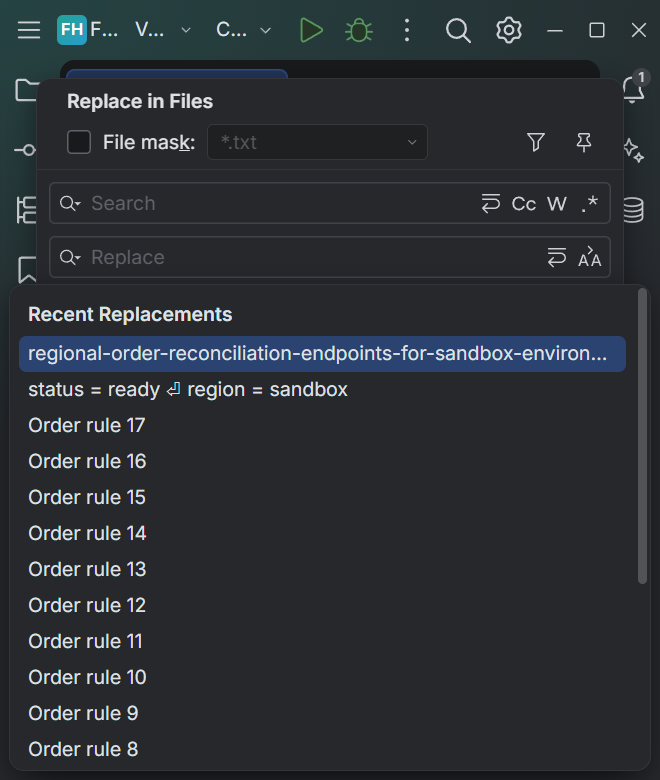 FH F... V... C...
1
Replace in Files
File mask: *.txt
Search Cc W .*
Replace AA
Recent Replacements
regional-order-reconciliation-endpoints-for-sandbox-environ...
status = ready ⏎ region = sandbox
Order rule 17
Order rule 16
Order rule 15
Order rule 14
Order rule 13
Order rule 12
Order rule 11
Order rule 10
Order rule 9
Order rule 8